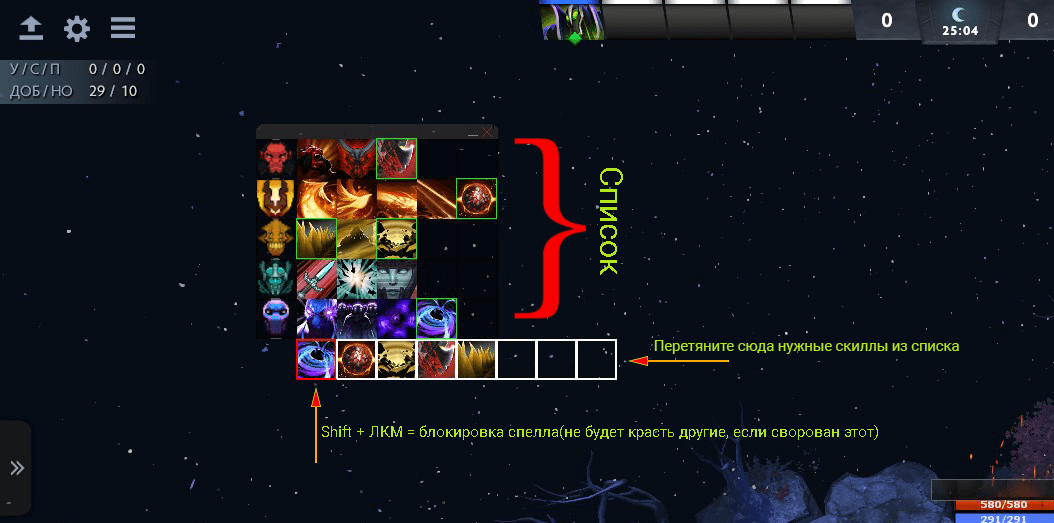 0
25:04
0
У / С / П 0 / 0 / 0
ДОБ / НО 29 / 10
Список
Перетяните сюда нужные скиллы из списка
Shift + ЛКМ = блокировка спелла(не будет красть другие, если сворован этот)
580/580
291/291